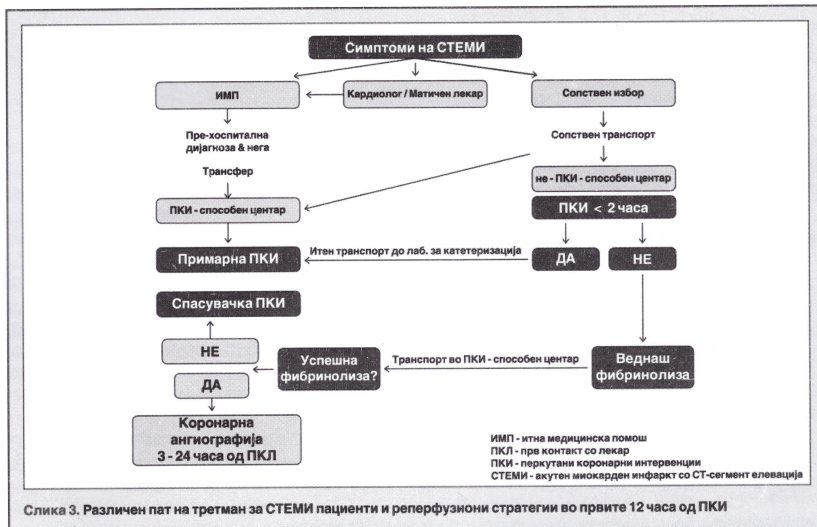 Симптоми на СТЕМИ
ИМП
Кардиолог / Матичен лекар
Сопствен избор
Пре-хоспитална
дијагноза & нега
Сопствен транспорт
Трансфер
не - ПКИ - способен центар
ПКИ - способен центар
ПКИ < 2 часа
Примарна ПКИ
Итен транспорт до лаб. за катетеризација
ДА
НЕ
Спасувачка ПКИ
НЕ
ДА
Успешна
фибринолиза?
Транспорт во ПКИ - способен центар
Веднаш
фибринолиза
Коронарна
ангиографија
3 - 24 часа од ПКЛ
ИМП - итна медицинска помош
ПКЛ - прв контакт со лекар
ПКИ - перкутани коронарни интервенции
СТЕМИ - акутен миокарден инфаркт со СТ-сегмент елевација
Слика 3. Различен пат на третман за СТЕМИ пациенти и реперфузиони стратегии во првите 12 часа од ПКИ